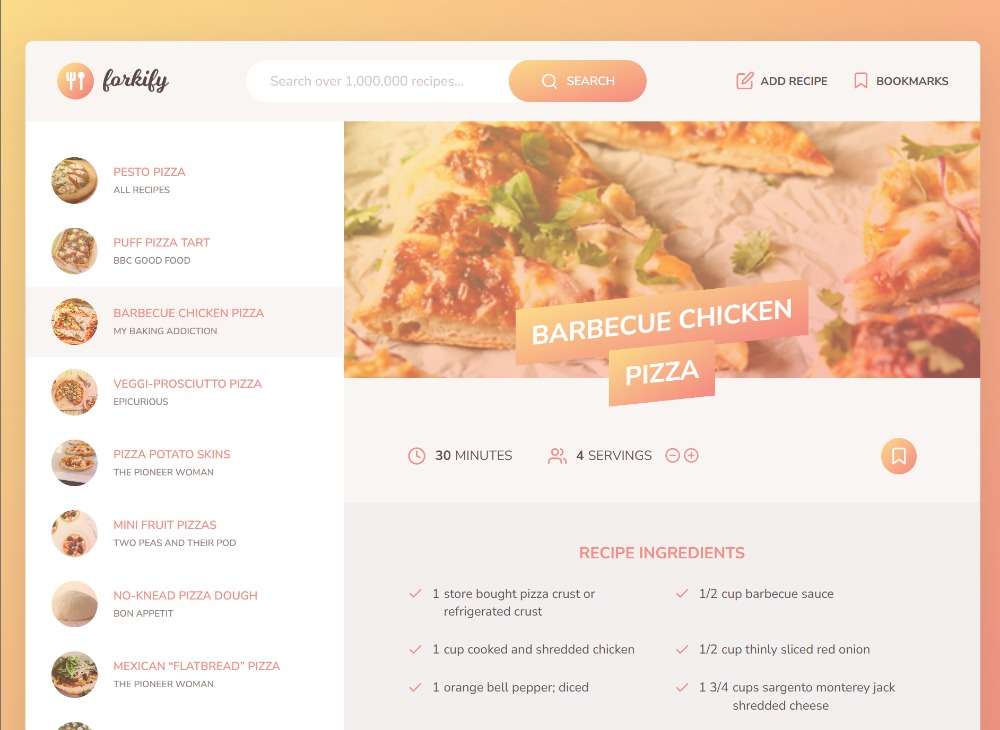 forkify
Search over 1,000,000 recipes...
SEARCH
ADD RECIPE
BOOKMARKS
PESTO PIZZA
ALL RECIPES
PUFF PIZZA TART
BBC GOOD FOOD
BARBECUE CHICKEN PIZZA
MY BAKING ADDICTION
VEGGI-PROSCIUTTO PIZZA
EPICURIOUS
PIZZA POTATO SKINS
THE PIONEER WOMAN
MINI FRUIT PIZZAS
TWO PEAS AND THEIR POD
NO-KNEAD PIZZA DOUGH
BON APPETIT
MEXICAN “FLATBREAD” PIZZA
THE PIONEER WOMAN
BARBECUE CHICKEN
PIZZA
30 MINUTES
4 SERVINGS
RECIPE INGREDIENTS
1 store bought pizza crust or
refrigerated crust
1/2 cup barbecue sauce
1 cup cooked and shredded chicken
1/2 cup thinly sliced red onion
1 orange bell pepper; diced
1 3/4 cups sargento monterey jack
shredded cheese